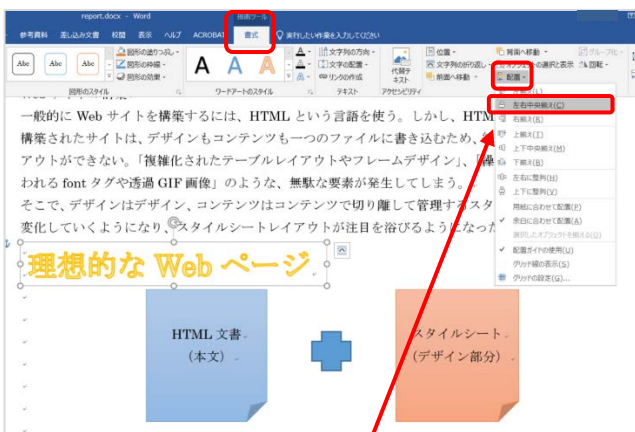 report.docx - Word
描画ツール
参考資料 差し込み文書 校閲 表示 ヘルプ ACROBAT 書式 実行したい作業を入力してください
Abc Abc Abc
図形の塗りつぶし
図形の枠線
図形の効果
図形のスタイル
A A A
ワードアートのスタイル
文字列の方向
文字の配置
リンクの作成
テキスト
代替テキスト
アクセシビリティ
位置
文字列の折り返し
前面へ移動
背面へ移動
オブジェクトの選択と表示
配置
グループ化
回転
左右中央揃え(C)
右揃え(R)
上揃え(T)
上下中央揃え(M)
下揃え(B)
左右に整列(H)
上下に整列(V)
用紙に合わせて配置(P)
余白に合わせて配置(A)
選択したオブジェクトを揃える(O)
配置ガイドの使用(U)
グリッド線の表示(S)
グリッドの設定(G)...
一般的に Web サイトを構築するには、HTML という言語を使う。しかし、HTM
構築されたサイトは、デザインもコンテンツも一つのファイルに書き込むため、
アウトができない。「複雑化されたテーブルレイアウトやフレームデザイン」、
われる font タグや透過 GIF 画像」のような、無駄な要素が発生してしまう。
そこで、デザインはデザイン、コンテンツはコンテンツで切り離して管理するスタ
変化していくようになり、スタイルシートレイアウトが注目を浴びるようになった
理想的な Web ページ
HTML 文書
（本文）
スタイルシート
（デザイン部分）